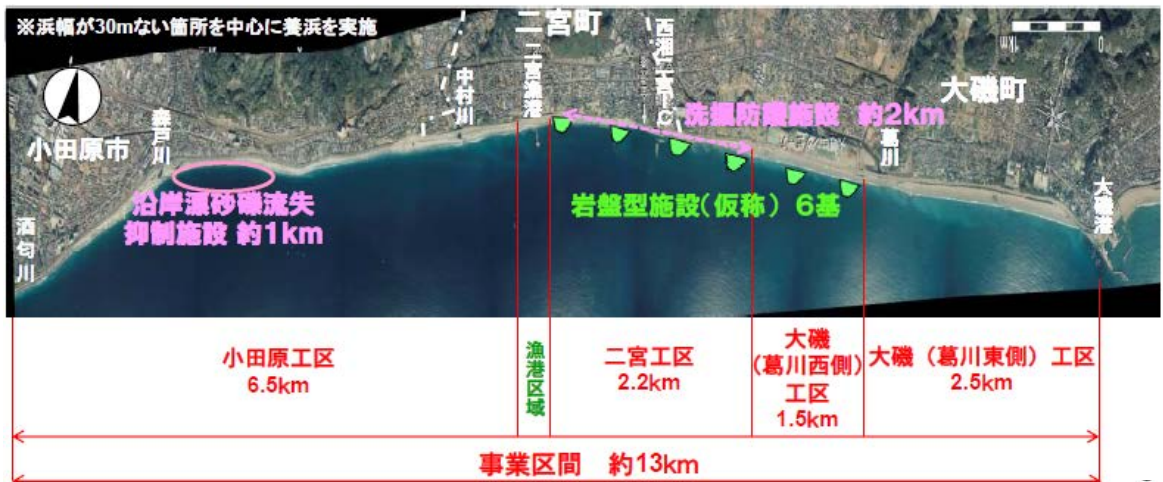 ※浜幅が30mない箇所を中心に養浜を実施
二宮町
大磯町
小田原市
酒匂川
森戸川
中村川
二宮漁港
西湘二宮IC
葛川
大磯港
洗掘防護施設 約2km
沿岸漂砂礫流失
抑制施設 約1km
岩盤型施設(仮称) 6基
1km
0
小田原工区
6.5km
漁港区域
二宮工区
2.2km
大磯
(葛川西側)
工区
1.5km
大磯(葛川東側)工区
2.5km
事業区間 約13km